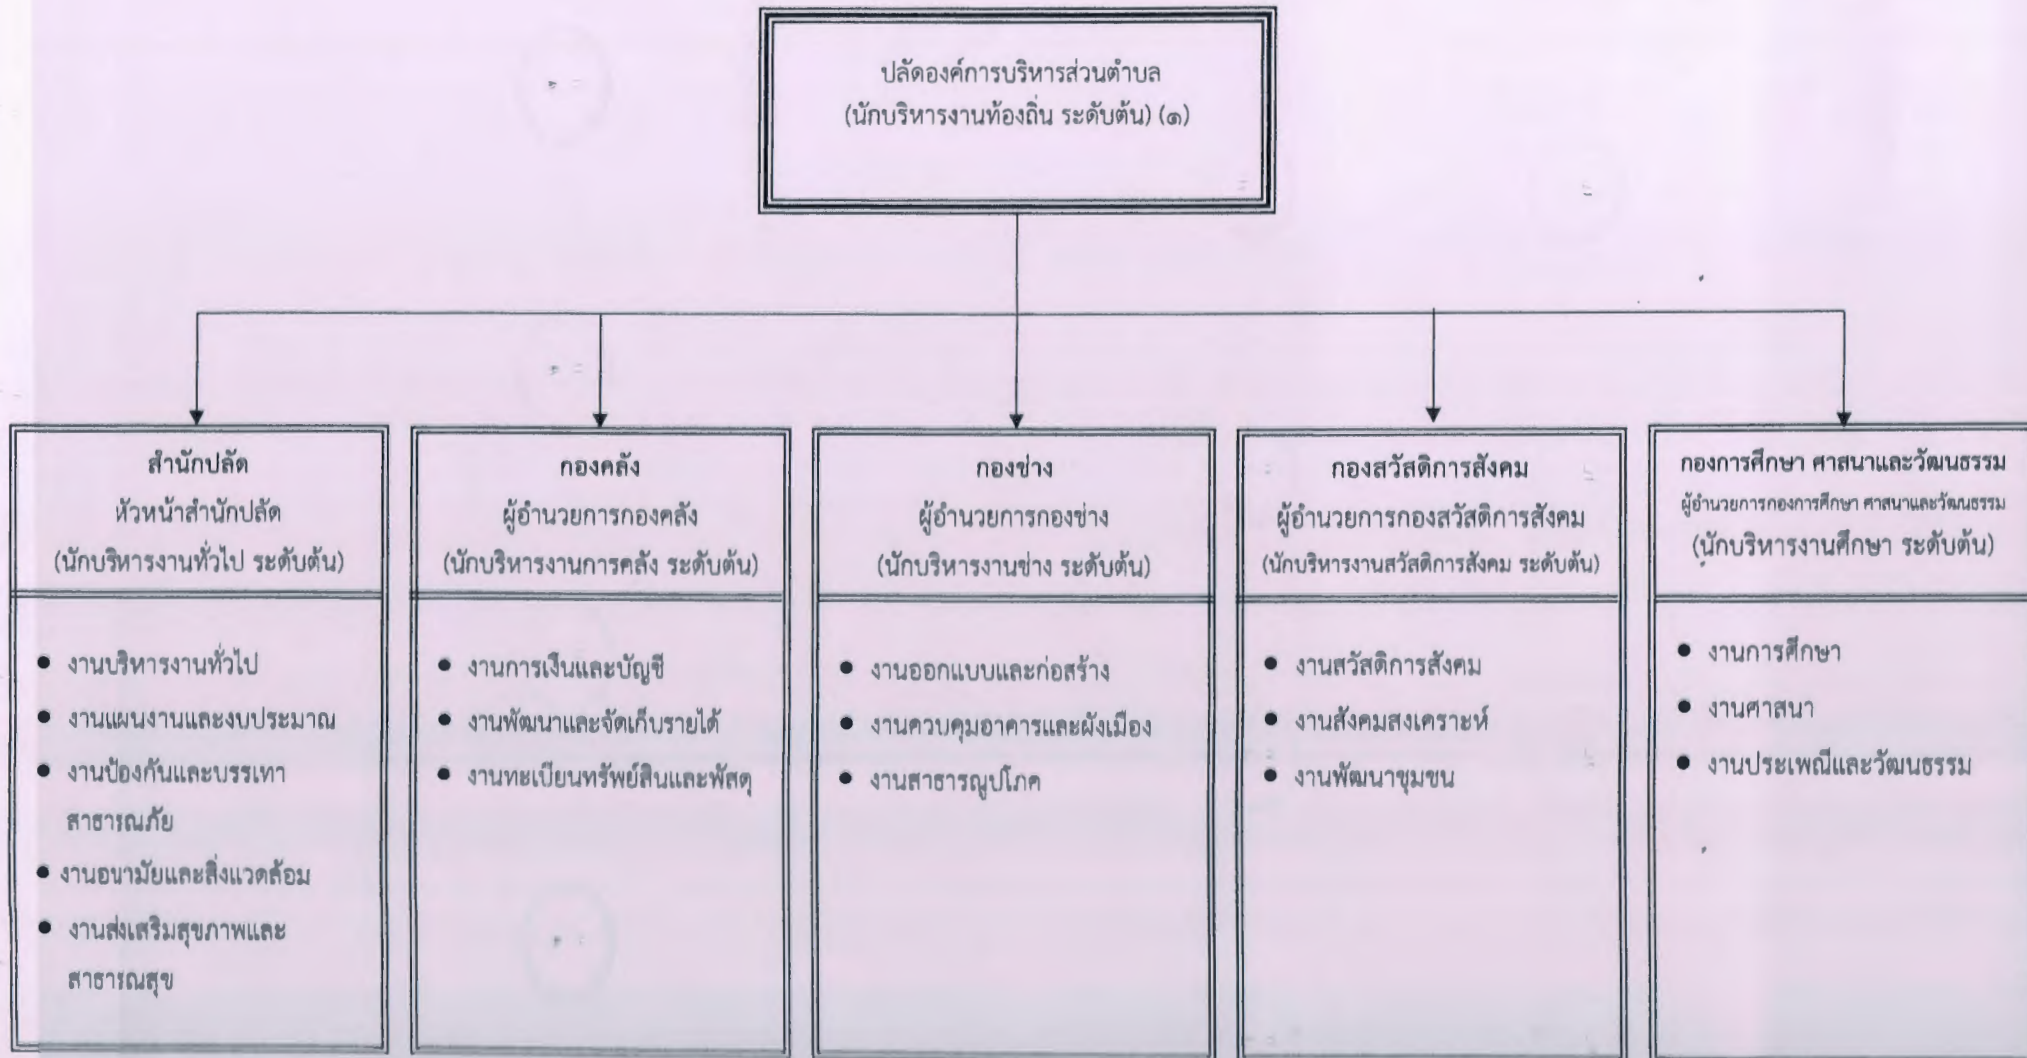 ปลัดองค์การบริหารส่วนตำบล
(นักบริหารงานท้องถิ่น ระดับต้น) (๑)
สำนักปลัด
หัวหน้าสำนักปลัด
(นักบริหารงานทั่วไป ระดับต้น)
• งานบริหารงานทั่วไป
• งานแผนงานและงบประมาณ
• งานป้องกันและบรรเทา
สาธารณภัย
• งานอนามัยและสิ่งแวดล้อม
• งานส่งเสริมสุขภาพและ
สาธารณสุข
กองคลัง
ผู้อำนวยการกองคลัง
(นักบริหารงานการคลัง ระดับต้น)
• งานการเงินและบัญชี
• งานพัฒนาและจัดเก็บรายได้
• งานทะเบียนทรัพย์สินและพัสดุ
กองช่าง
ผู้อำนวยการกองช่าง
(นักบริหารงานช่าง ระดับต้น)
• งานออกแบบและก่อสร้าง
• งานควบคุมอาคารและผังเมือง
• งานสาธารณูปโภค
กองสวัสดิการสังคม
ผู้อำนวยการกองสวัสดิการสังคม
(นักบริหารงานสวัสดิการสังคม ระดับต้น)
• งานสวัสดิการสังคม
• งานสังคมสงเคราะห์
• งานพัฒนาชุมชน
กองการศึกษา ศาสนาและวัฒนธรรม
ผู้อำนวยการกองการศึกษา ศาสนาและวัฒนธรรม
(นักบริหารงานศึกษา ระดับต้น)
• งานการศึกษา
• งานศาสนา
• งานประเพณีและวัฒนธรรม